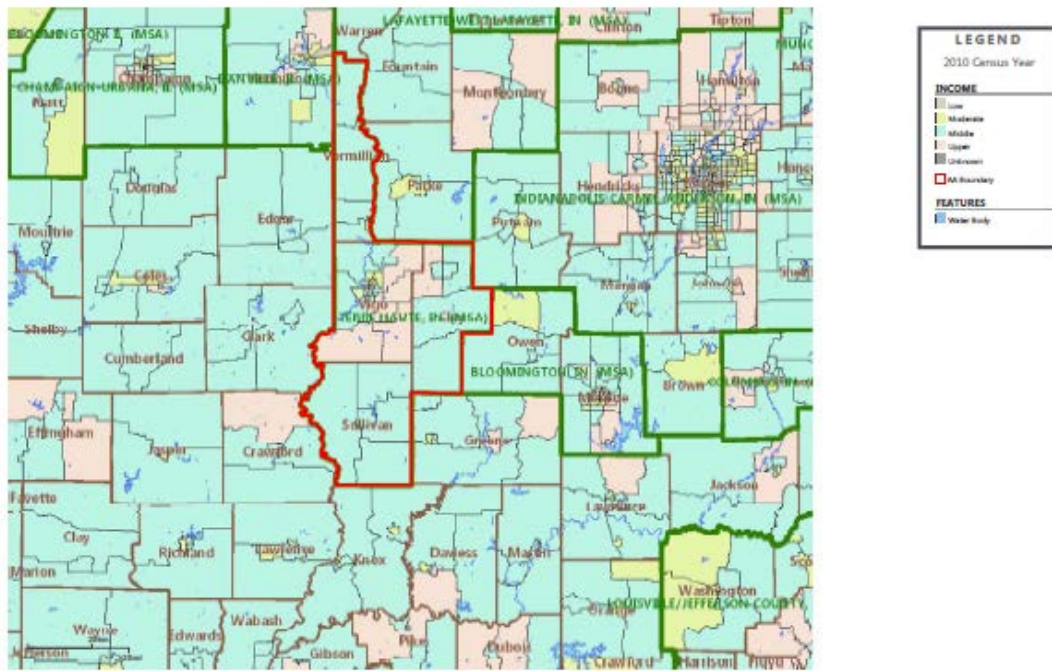 LAFAYETTE-WEST LAFAYETTE, IN (MSA)
Clinton
Tipton
Warren
BLOOMINGTON IL (MSA)
Champaign
Fountain
Hamilton
CHAMPAIGN-URBANA, IL (MSA)
Montgomery
Boone
Piatt
Vermillion
Douglas
Parke
Hendricks
INDIANAPOLIS-CARMEL-ANDERSON, IN (MSA)
Edgar
Putnam
Moultrie
Coles
Morgan
Johnson
Vigo
Clay
TERRE HAUTE, IN (MSA)
Shelby
Clark
Owen
Cumberland
BLOOMINGTON, IN (MSA)
Brown
Monroe
Sullivan
Effingham
Greene
Jasper
Crawford
Jackson
Lawrence
Fayette
Clay
Richland
Lawrence
Knox
Daviess
Martin
Marion
Washington
LOUISVILLE/JEFFERSON COUNTY,
Orange
Wabash
Wayne
Edwards
Pike
Jefferson
Gibson
Dubois
Crawford
Harrison
Floyd
LEGEND
2010 Census Year
INCOME
Low
Moderate
Middle
Upper
Unknown
AA Boundary
FEATURES
Water Body